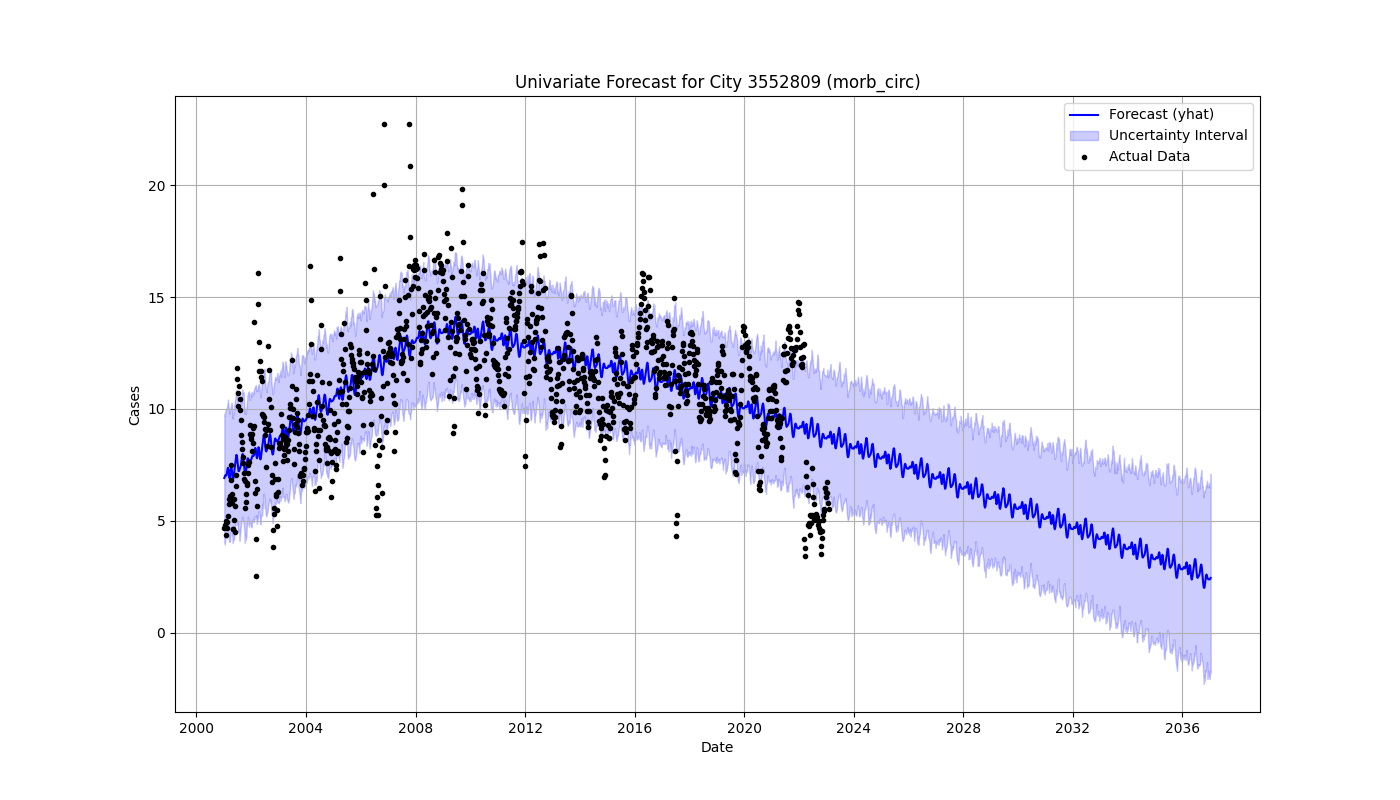 Univariate Forecast for City 3552809 (morb_circ)
Forecast (yhat)
Uncertainty Interval
Actual Data
Cases
20
15
10
5
0
2000 2004 2008 2012 2016 2020 2024 2028 2032 2036
Date